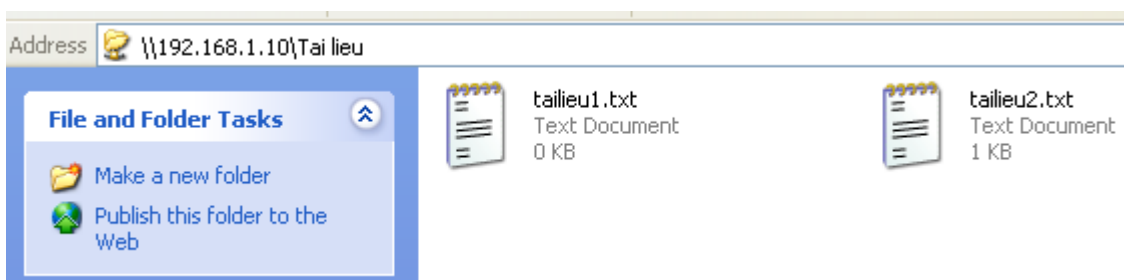 Address \\192.168.1.10\Tai lieu
File and Folder Tasks
Make a new folder
Publish this folder to the
Web
tailieu1.txt
Text Document
0 KB
tailieu2.txt
Text Document
1 KB